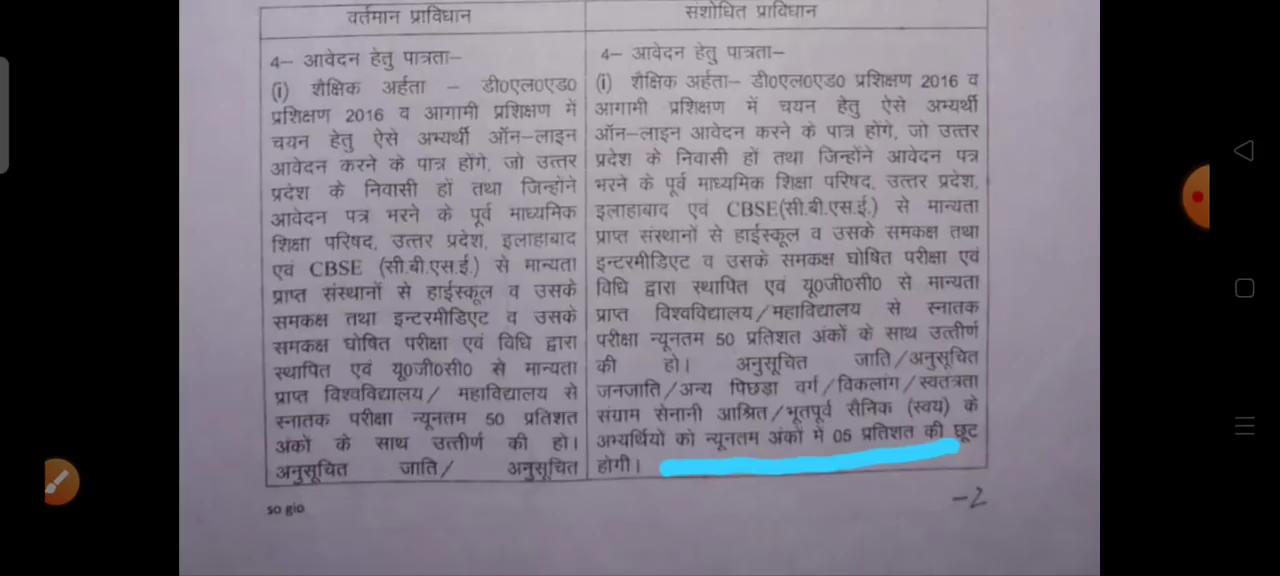 वर्तमान प्राविधान
4– आवेदन हेतु पात्रता–
(i) शैक्षिक अर्हता – डी0एल0एड0
प्रशिक्षण 2016 व आगामी प्रशिक्षण में
चयन हेतु ऐसे अभ्यर्थी ऑन–लाइन
आवेदन करने के पात्र होंगे, जो उत्तर
प्रदेश के निवासी हों तथा जिन्होंने
आवेदन पत्र भरने के पूर्व माध्यमिक
शिक्षा परिषद, उत्तर प्रदेश, इलाहाबाद
एवं CBSE (सी.बी.एस.ई.) से मान्यता
प्राप्त संस्थानों से हाईस्कूल व उसके
समकक्ष तथा इन्टरमीडिएट व उसके
समकक्ष घोषित परीक्षा एवं विधि द्वारा
स्थापित एवं यू0जी0सी0 से मान्यता
प्राप्त विश्वविद्यालय/ महाविद्यालय से
स्नातक परीक्षा न्यूनतम 50 प्रतिशत
अंकों के साथ उत्तीर्ण की हो।
अनुसूचित जाति/ अनुसूचित
संशोधित प्राविधान
4– आवेदन हेतु पात्रता–
(i) शैक्षिक अर्हता– डी0एल0एड0 प्रशिक्षण 2016 व
आगामी प्रशिक्षण में चयन हेतु ऐसे अभ्यर्थी
ऑन–लाइन आवेदन करने के पात्र होंगे, जो उत्तर
प्रदेश के निवासी हों तथा जिन्होंने आवेदन पत्र
भरने के पूर्व माध्यमिक शिक्षा परिषद, उत्तर प्रदेश,
इलाहाबाद एवं CBSE(सी.बी.एस.ई.) से मान्यता
प्राप्त संस्थानों से हाईस्कूल व उसके समकक्ष तथा
इन्टरमीडिएट व उसके समकक्ष घोषित परीक्षा एवं
विधि द्वारा स्थापित एवं यू0जी0सी0 से मान्यता
प्राप्त विश्वविद्यालय/महाविद्यालय से स्नातक
परीक्षा न्यूनतम 50 प्रतिशत अंकों के साथ उत्तीर्ण
की हो। अनुसूचित जाति/अनुसूचित
जनजाति/अन्य पिछड़ा वर्ग/विकलांग/स्वतंत्रता
संग्राम सेनानी आश्रित/भूतपूर्व सैनिक (स्वय) के
अभ्यर्थियो को न्यूनतम अंकों में 05 प्रतिशत की छूट
होगी।
so gio
-2